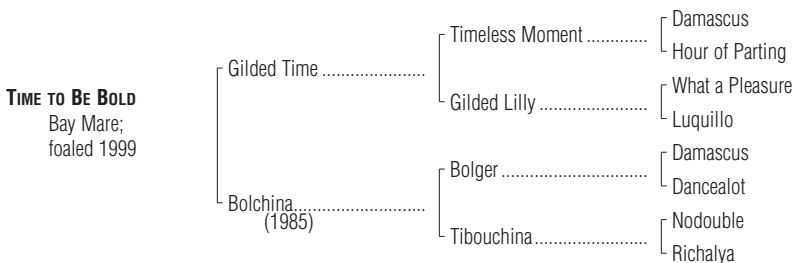 Damascus
Timeless Moment .............
Hour of Parting
Gilded Time ......................
What a Pleasure
Gilded Lilly .......................
Luquillo
TIME TO BE BOLD
Bay Mare;
foaled 1999
Damascus
Bolger ...............................
Dancealot
Bolchina............................
(1985)
Nodouble
Tibouchina........................
Richalya